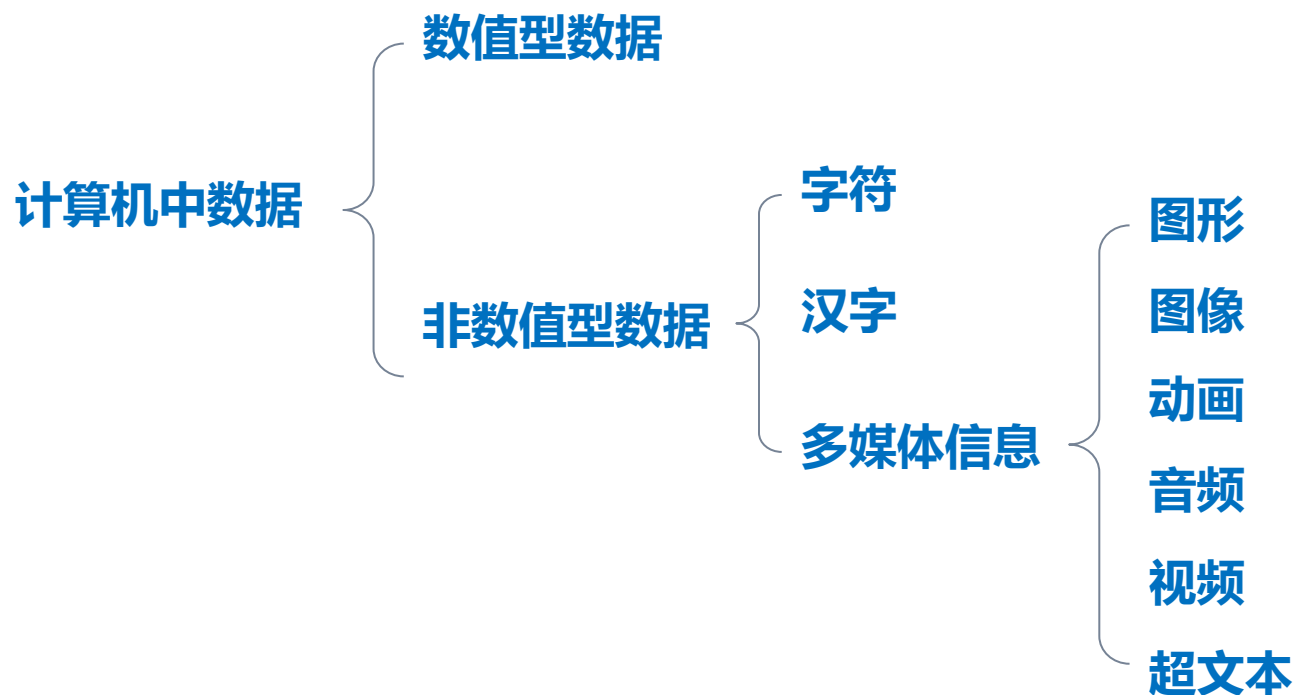 计算机中数据
数值型数据
非数值型数据
字符
汉字
多媒体信息
图形
图像
动画
音频
视频
超文本